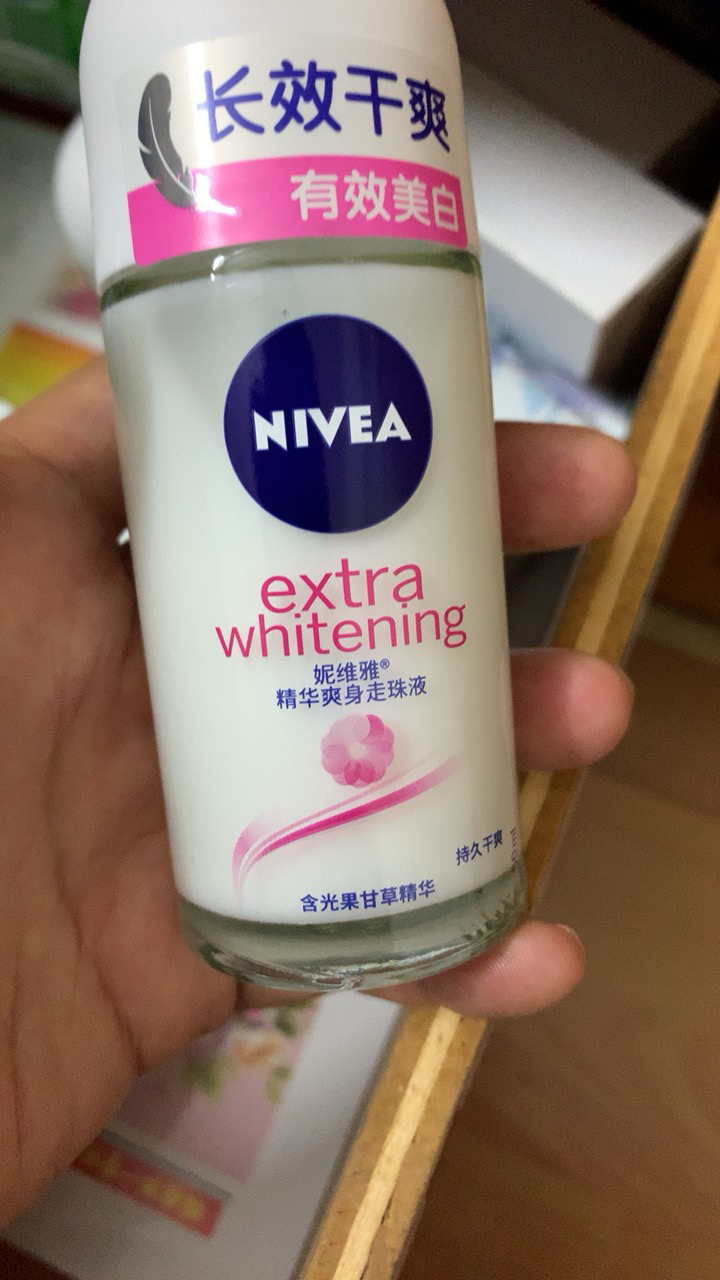 长效干爽
有效美白
NIVEA
extra
whitening
妮维雅®
精华爽身走珠液
持久干爽
含光果甘草精华